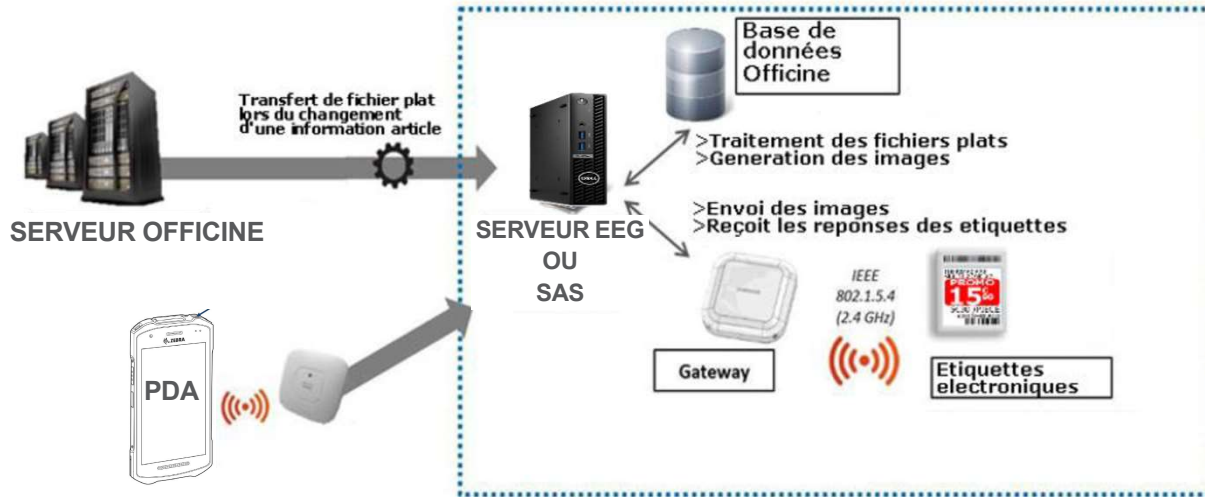 Base de
données
Officine
Transfert de fichier plat
lors du changement
d'une information article
>Traitement des fichiers plats
>Generation des images
DELL
SERVEUR OFFICINE
SERVEUR EEG
OU
SAS
>Envoi des images
>Reçoit les reponses des etiquettes
IEEE
802.1.5.4
(2.4 GHz)
PROMO
15
ZEBRA
PDA
Gateway
Etiquettes
electroniques